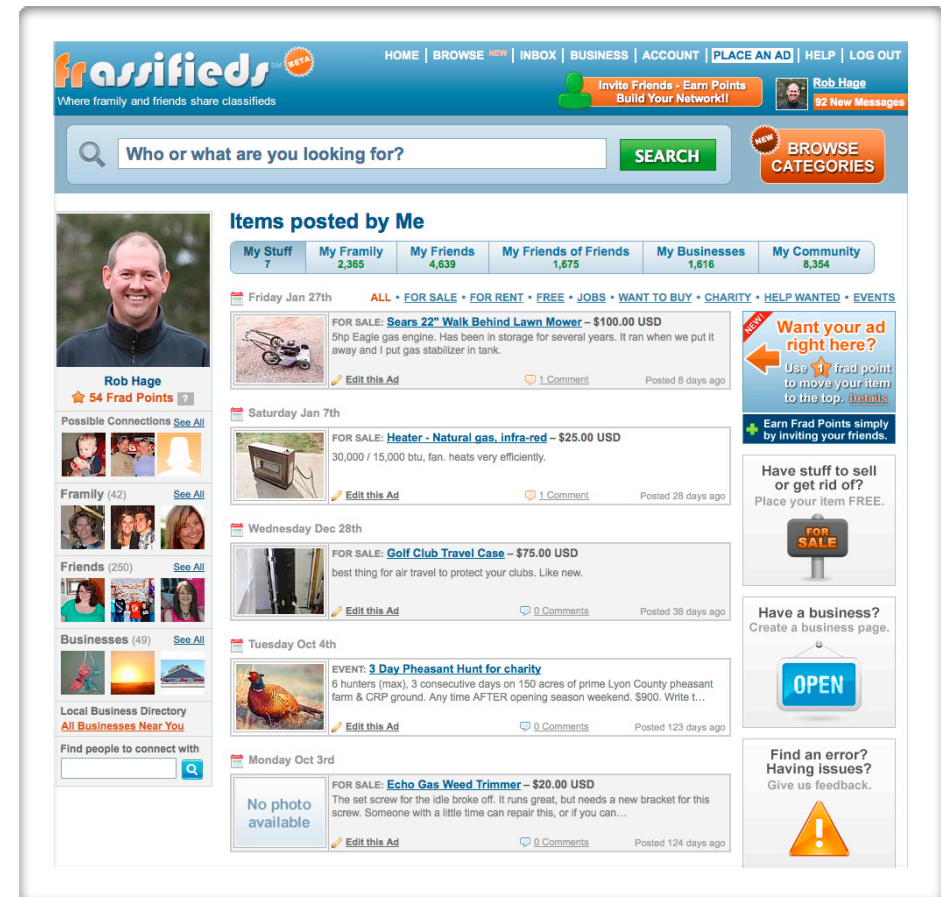 frassifieds SM BETA
Where framily and friends share classifieds
HOME | BROWSE NEW | INBOX | BUSINESS | ACCOUNT | PLACE AN AD | HELP | LOG OUT
Invite Friends - Earn Points
Build Your Network!!
Rob Hage
92 New Messages
Who or what are you looking for?
SEARCH
NEW
BROWSE
CATEGORIES
Rob Hage
54 Frad Points ?
Possible Connections See All
Framily (42) See All
Friends (250) See All
Businesses (49) See All
Local Business Directory
All Businesses Near You
Find people to connect with
Items posted by Me
My Stuff
7
My Framily
2,365
My Friends
4,639
My Friends of Friends
1,675
My Businesses
1,616
My Community
8,354
Friday Jan 27th
ALL • FOR SALE • FOR RENT • FREE • JOBS • WANT TO BUY • CHARITY • HELP WANTED • EVENTS
FOR SALE: Sears 22" Walk Behind Lawn Mower – $100.00 USD
5hp Eagle gas engine. Has been in storage for several years. It ran when we put it
away and I put gas stabilizer in tank.
Edit this Ad
1 Comment
Posted 8 days ago
Saturday Jan 7th
FOR SALE: Heater - Natural gas, infra-red – $25.00 USD
30,000 / 15,000 btu, fan. heats very efficiently.
Edit this Ad
1 Comment
Posted 28 days ago
Wednesday Dec 28th
FOR SALE: Golf Club Travel Case – $75.00 USD
best thing for air travel to protect your clubs. Like new.
Edit this Ad
0 Comments
Posted 38 days ago
Tuesday Oct 4th
EVENT: 3 Day Pheasant Hunt for charity
6 hunters (max), 3 consecutive days on 150 acres of prime Lyon County pheasant
farm & CRP ground. Any time AFTER opening season weekend. $900. Write t…
Edit this Ad
0 Comments
Posted 123 days ago
Monday Oct 3rd
No photo
available
FOR SALE: Echo Gas Weed Trimmer – $20.00 USD
The set screw for the idle broke off. It runs great, but needs a new bracket for this
screw. Someone with a little time can repair this, or if you can…
Edit this Ad
0 Comments
Posted 124 days ago
NEW!
Want your ad
right here?
Use 1 frad point
to move your item
to the top. Details
Earn Frad Points simply
by inviting your friends.
Have stuff to sell
or get rid of?
Place your item FREE.
FOR
SALE
Have a business?
Create a business page.
OPEN
Find an error?
Having issues?
Give us feedback.